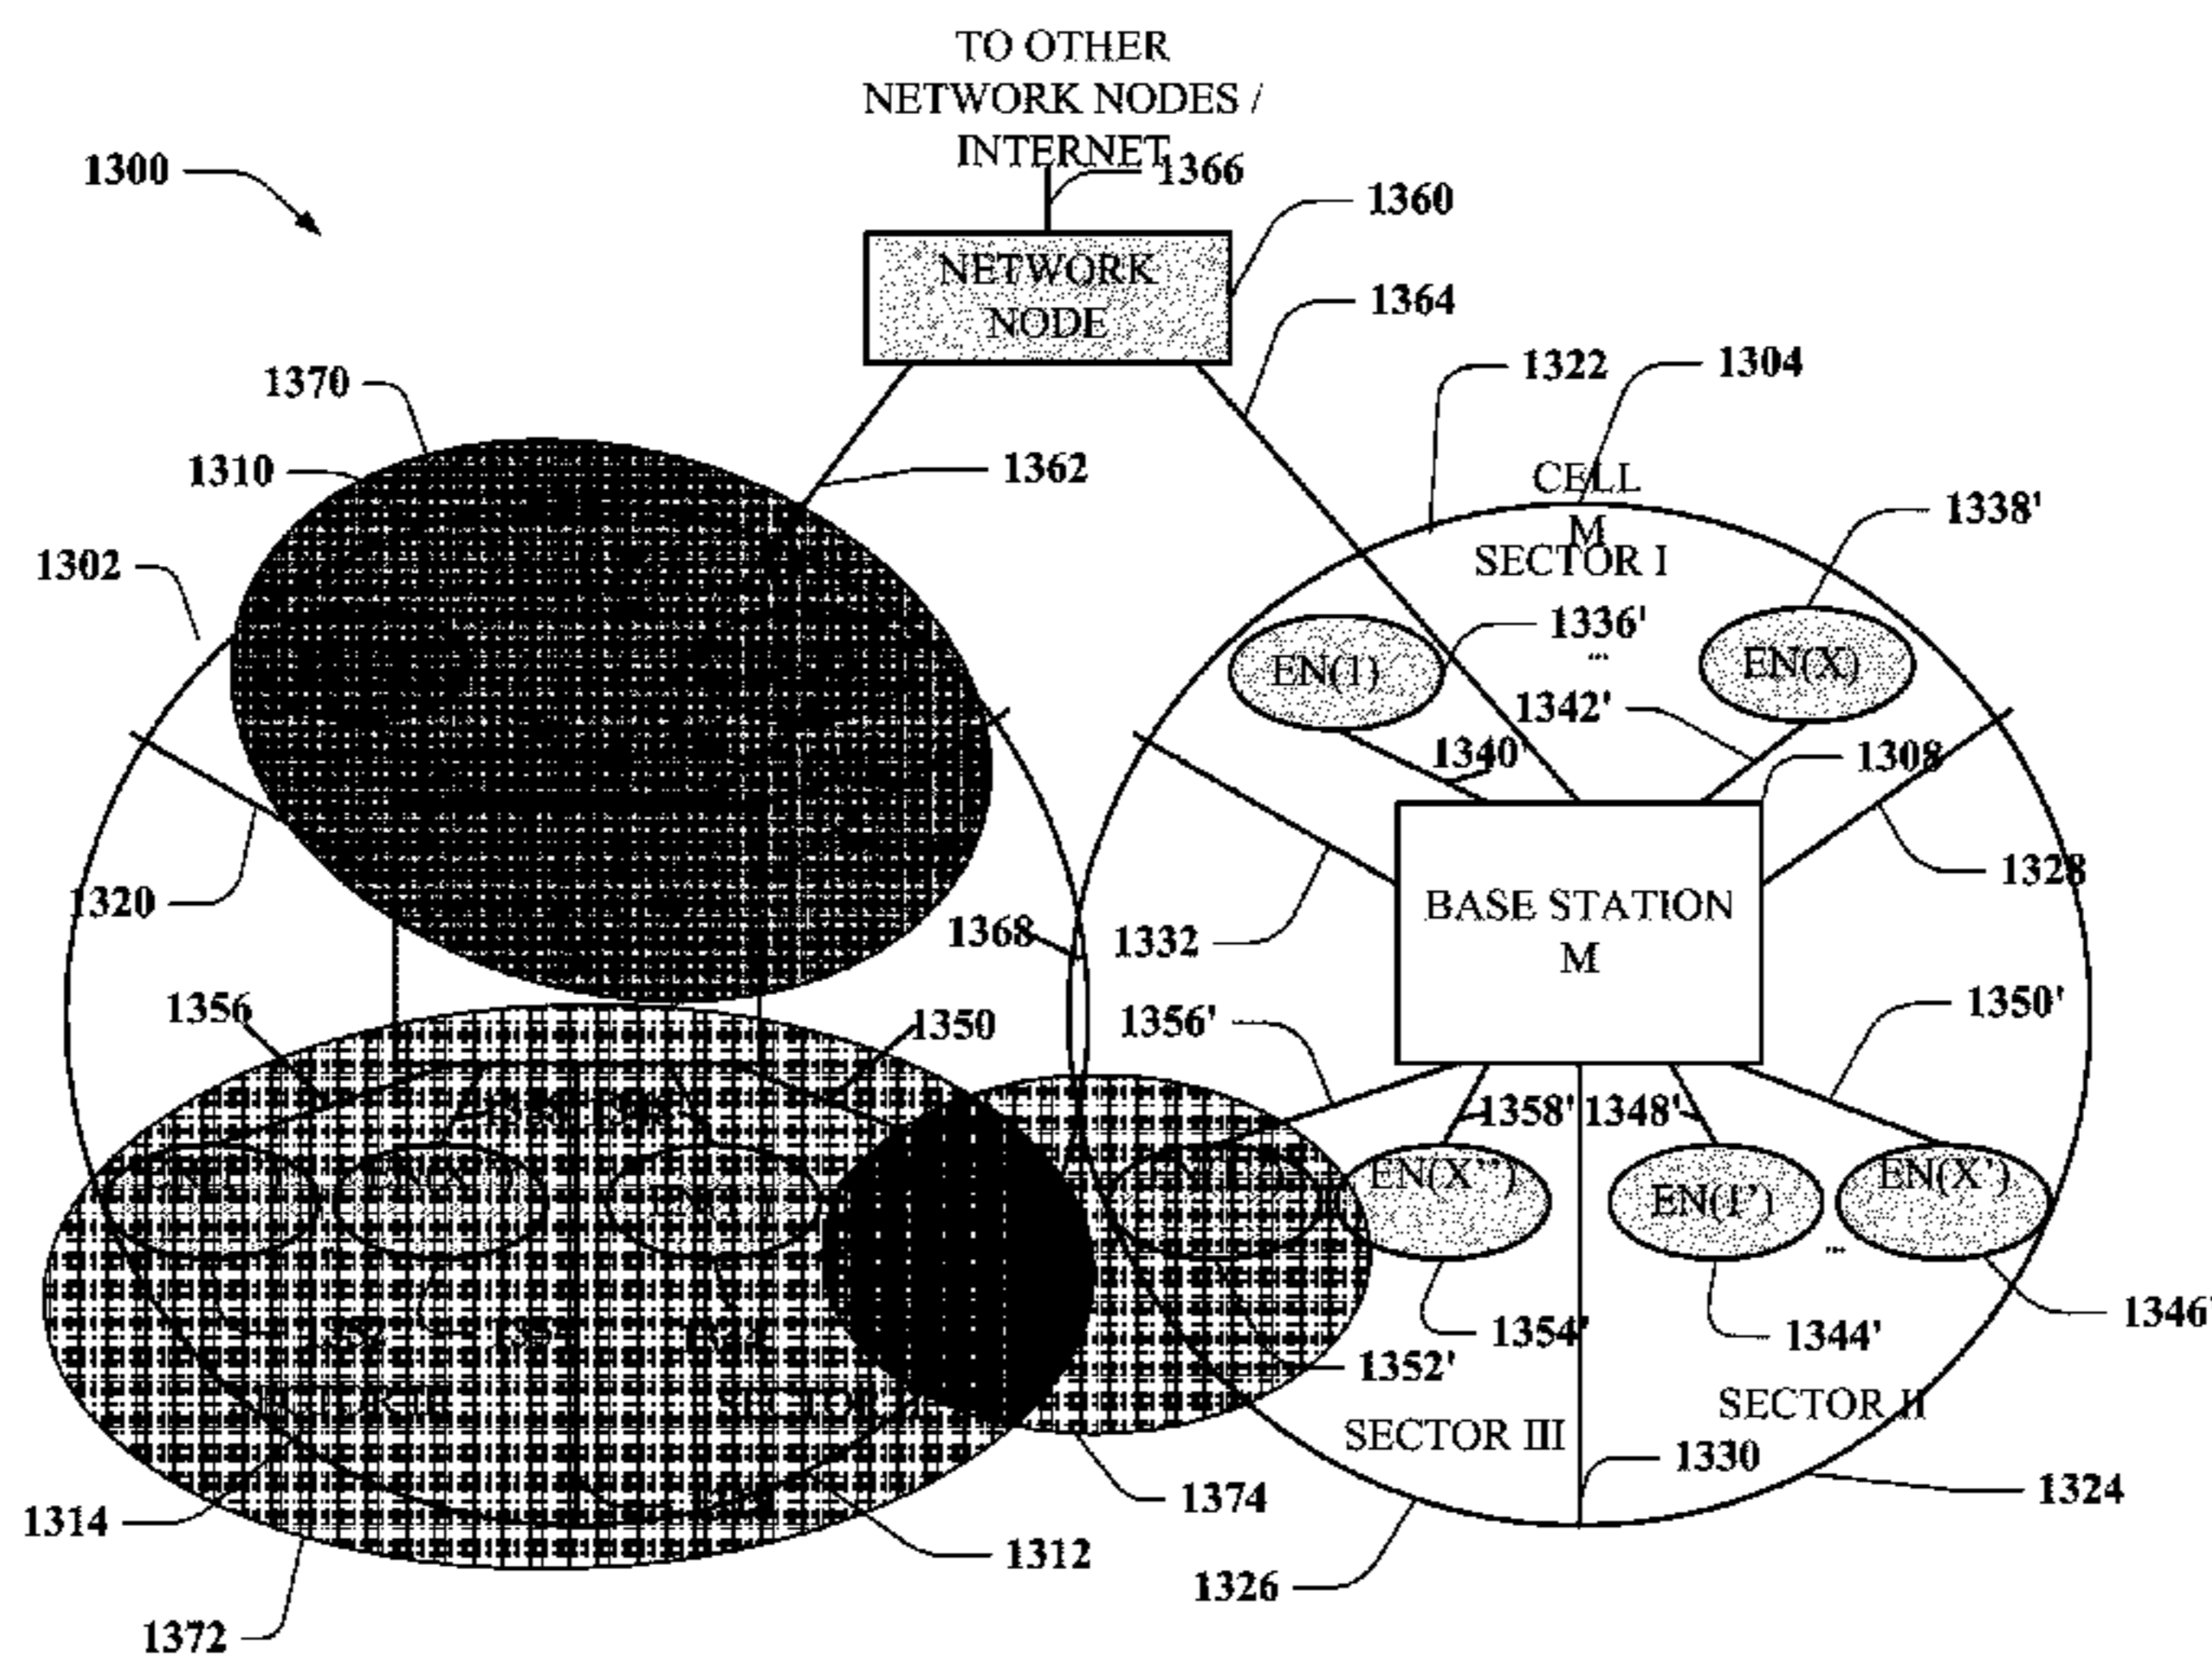 TO OTHER
NETWORK NODES /
INTERNET
1366
1300
1360
NETWORK
NODE
1364
1322
1304
1370
1310
1362
CELL
M
1338'
SECTOR I
1302
1336'
...
EN(1)
EN(X)
1342'
1340'
1308
1320
1328
BASE STATION
M
1368
1332
1356
1350
1356'
1350'
1358'
1348'
EN(X'')
EN(1')
EN(X')
...
1346'
1354'
1344'
1352'
SECTOR II
SECTOR III
1330
1314
1374
1324
1312
1326
1372